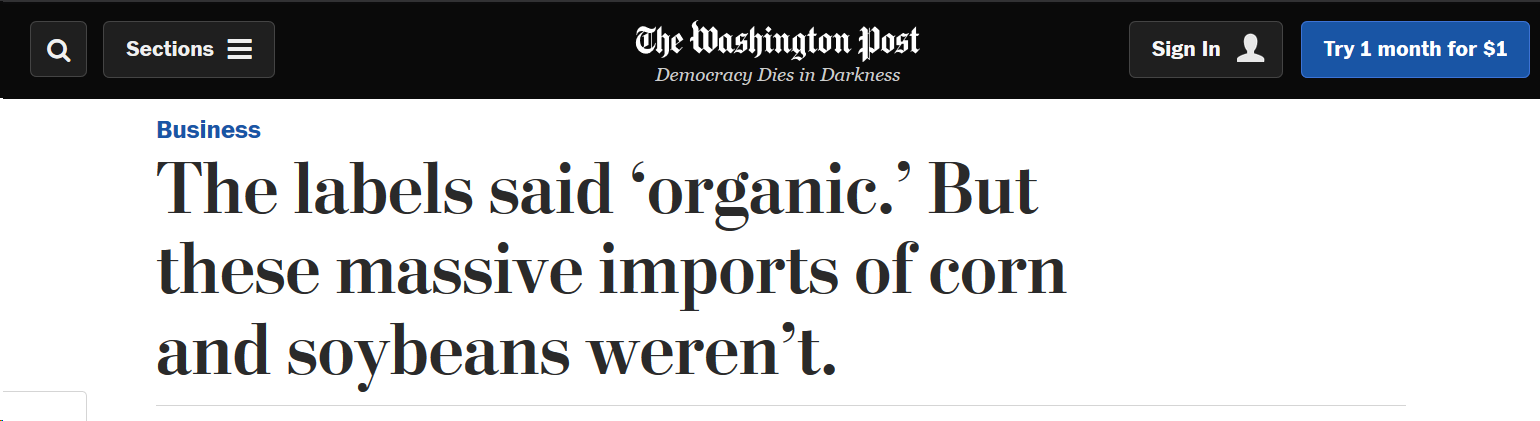 Sections
The Washington Post
Democracy Dies in Darkness
Sign In
Try 1 month for $1
Business
The labels said ‘organic.’ But
these massive imports of corn
and soybeans weren’t.